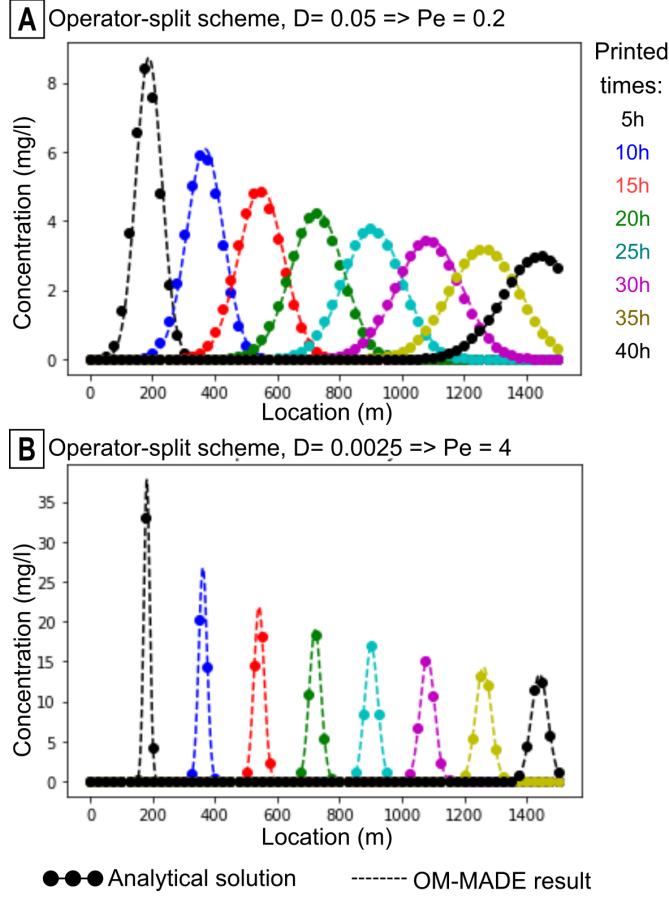 A Operator-split scheme, D= 0.05 => Pe = 0.2
Concentration (mg/l)
8
6
4
2
0
0 200 400 600 800 1000 1200 1400
Location (m)
Printed
times:
5h
10h
15h
20h
25h
30h
35h
40h
B Operator-split scheme, D= 0.0025 => Pe = 4
Concentration (mg/l)
35
30
25
20
15
10
5
0
0 200 400 600 800 1000 1200 1400
Location (m)
Analytical solution
OM-MADE result